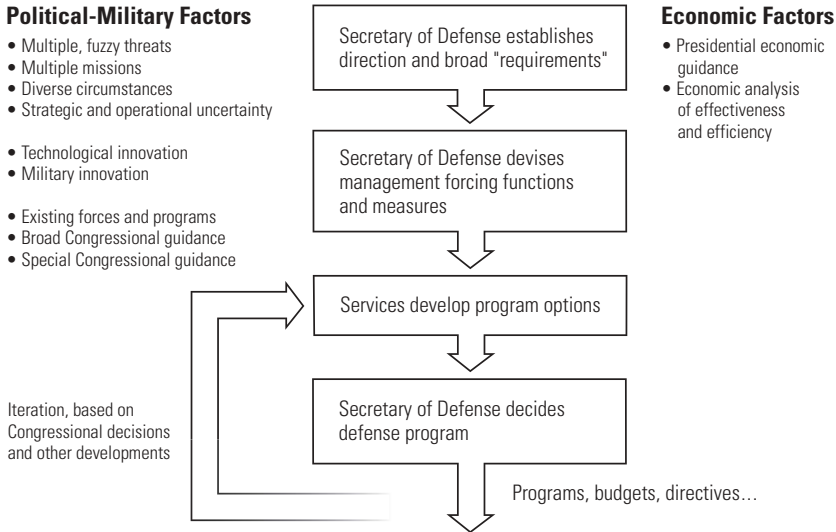 Political-Military Factors
• Multiple, fuzzy threats
• Multiple missions
• Diverse circumstances
• Strategic and operational uncertainty
• Technological innovation
• Military innovation
• Existing forces and programs
• Broad Congressional guidance
• Special Congressional guidance
Secretary of Defense establishes
direction and broad "requirements"
Economic Factors
• Presidential economic
guidance
• Economic analysis
of effectiveness
and efficiency
Secretary of Defense devises
management forcing functions
and measures
Services develop program options
Secretary of Defense decides
defense program
Iteration, based on
Congressional decisions
and other developments
Programs, budgets, directives…